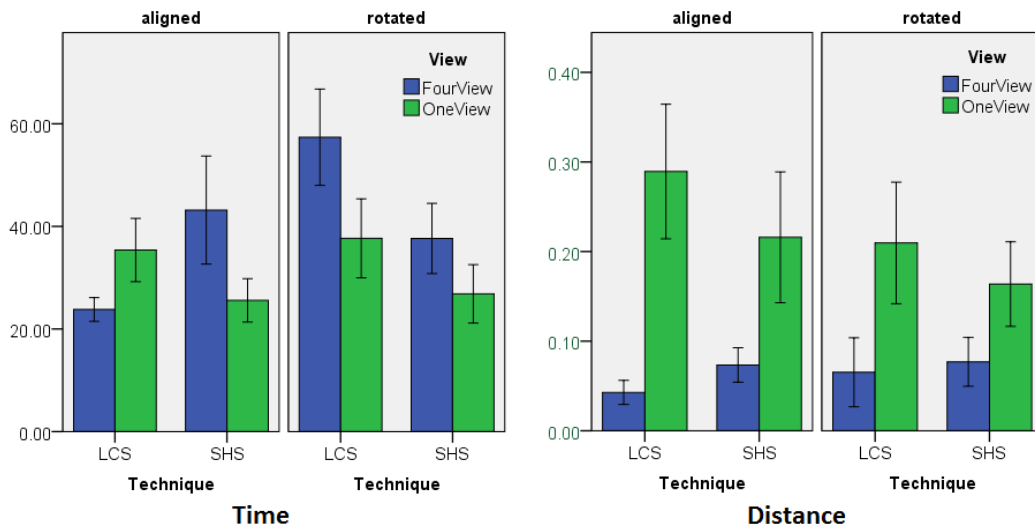 aligned
rotated
View
FourView
OneView
60.00
40.00
20.00
0.00
LCS
SHS
LCS
SHS
Technique
Technique
Time
aligned
rotated
View
FourView
OneView
0.40
0.30
0.20
0.10
0.00
LCS
SHS
LCS
SHS
Technique
Technique
Distance